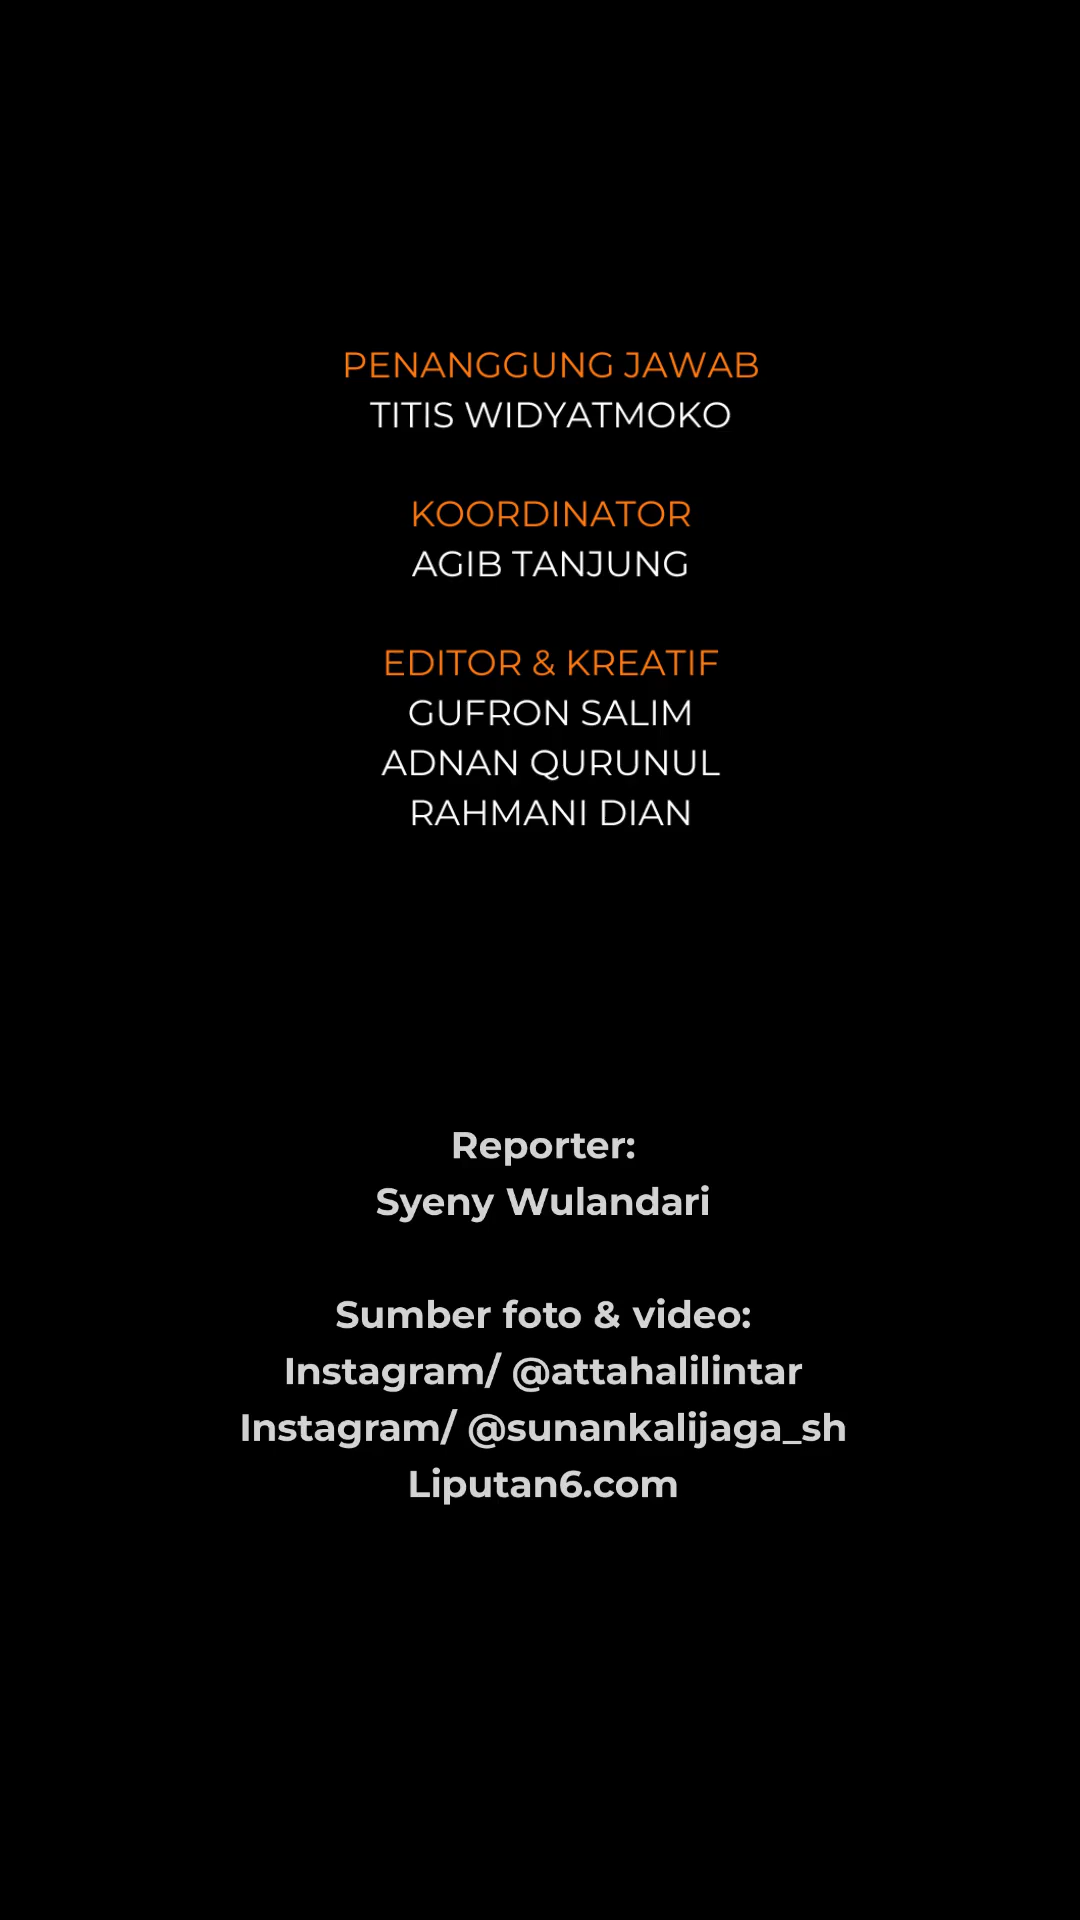 PENANGGUNG JAWAB
TITIS WIDYATMOKO
KOORDINATOR
AGIB TANJUNG
EDITOR & KREATIF
GUFRON SALIM
ADNAN QURUNUL
RAHMANI DIAN
Reporter:
Syeny Wulandari
Sumber foto & video:
Instagram/ @attahalilintar
Instagram/ @sunankalijaga_sh
Liputan6.com